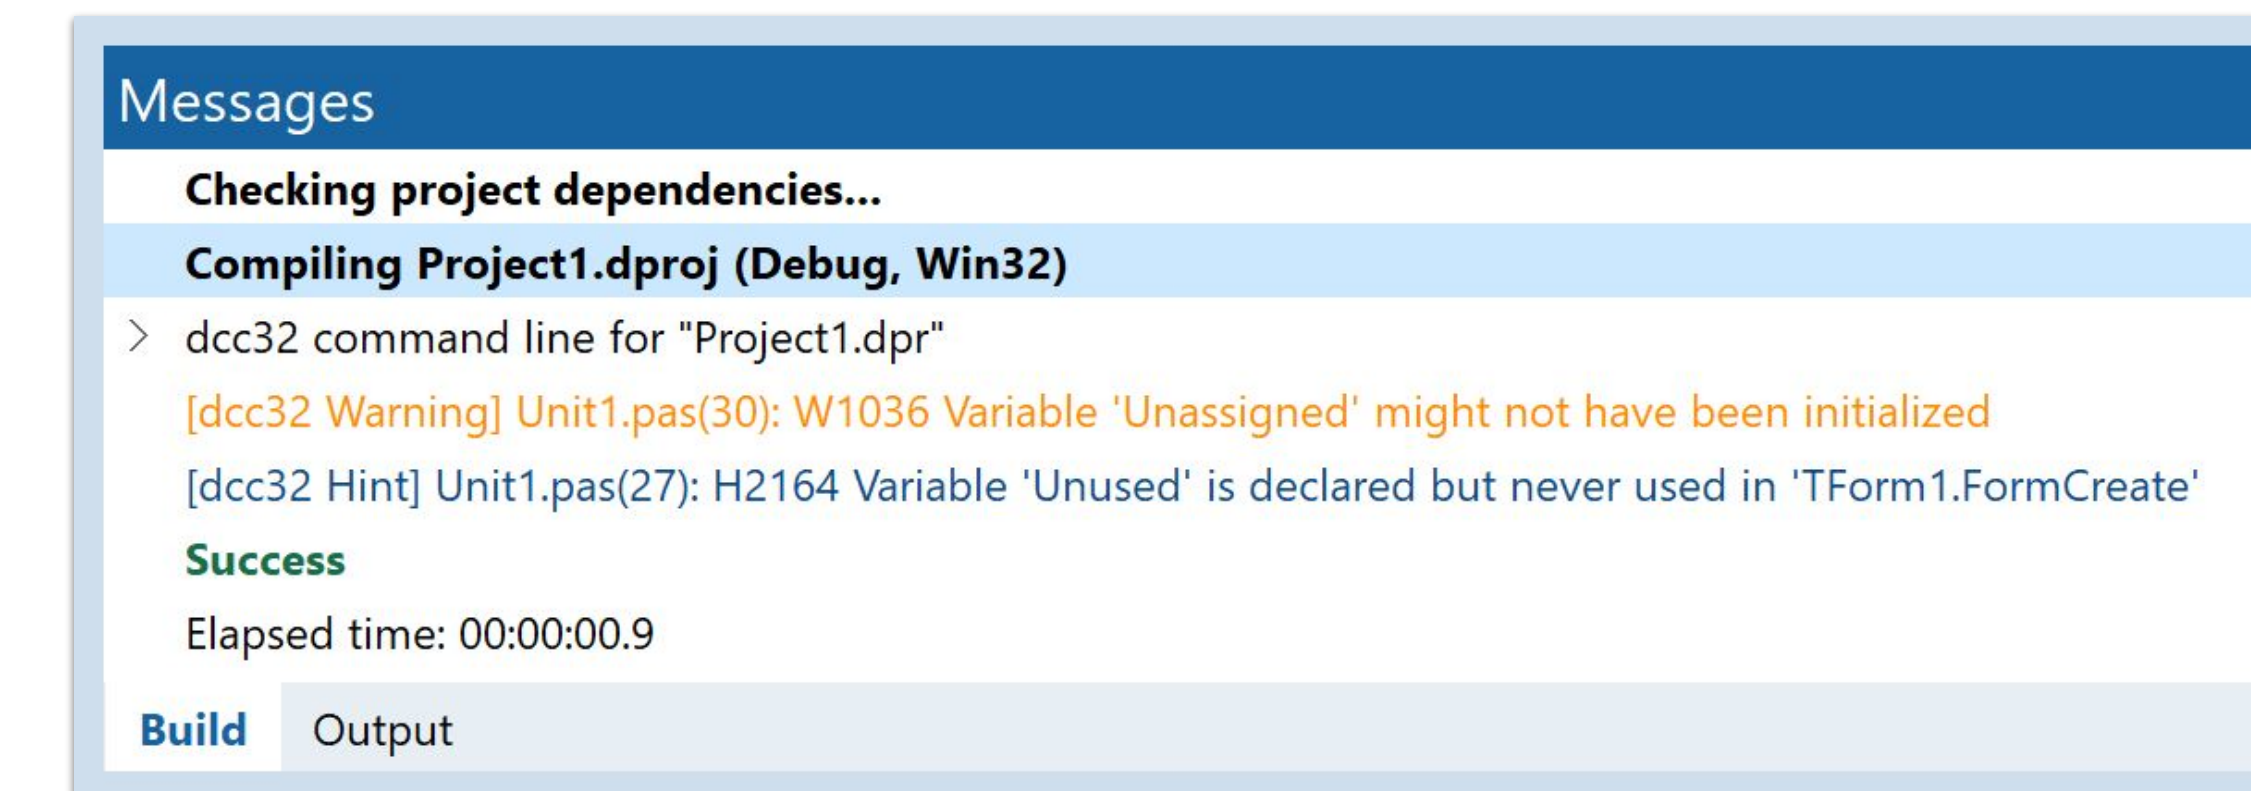 Messages
Checking project dependencies...
Compiling Project1.dproj (Debug, Win32)
dcc32 command line for "Project1.dpr"
[dcc32 Warning] Unit1.pas(30): W1036 Variable 'Unassigned' might not have been initialized
[dcc32 Hint] Unit1.pas(27): H2164 Variable 'Unused' is declared but never used in 'TForm1.FormCreate'
Success
Elapsed time: 00:00:00.9
Build Output